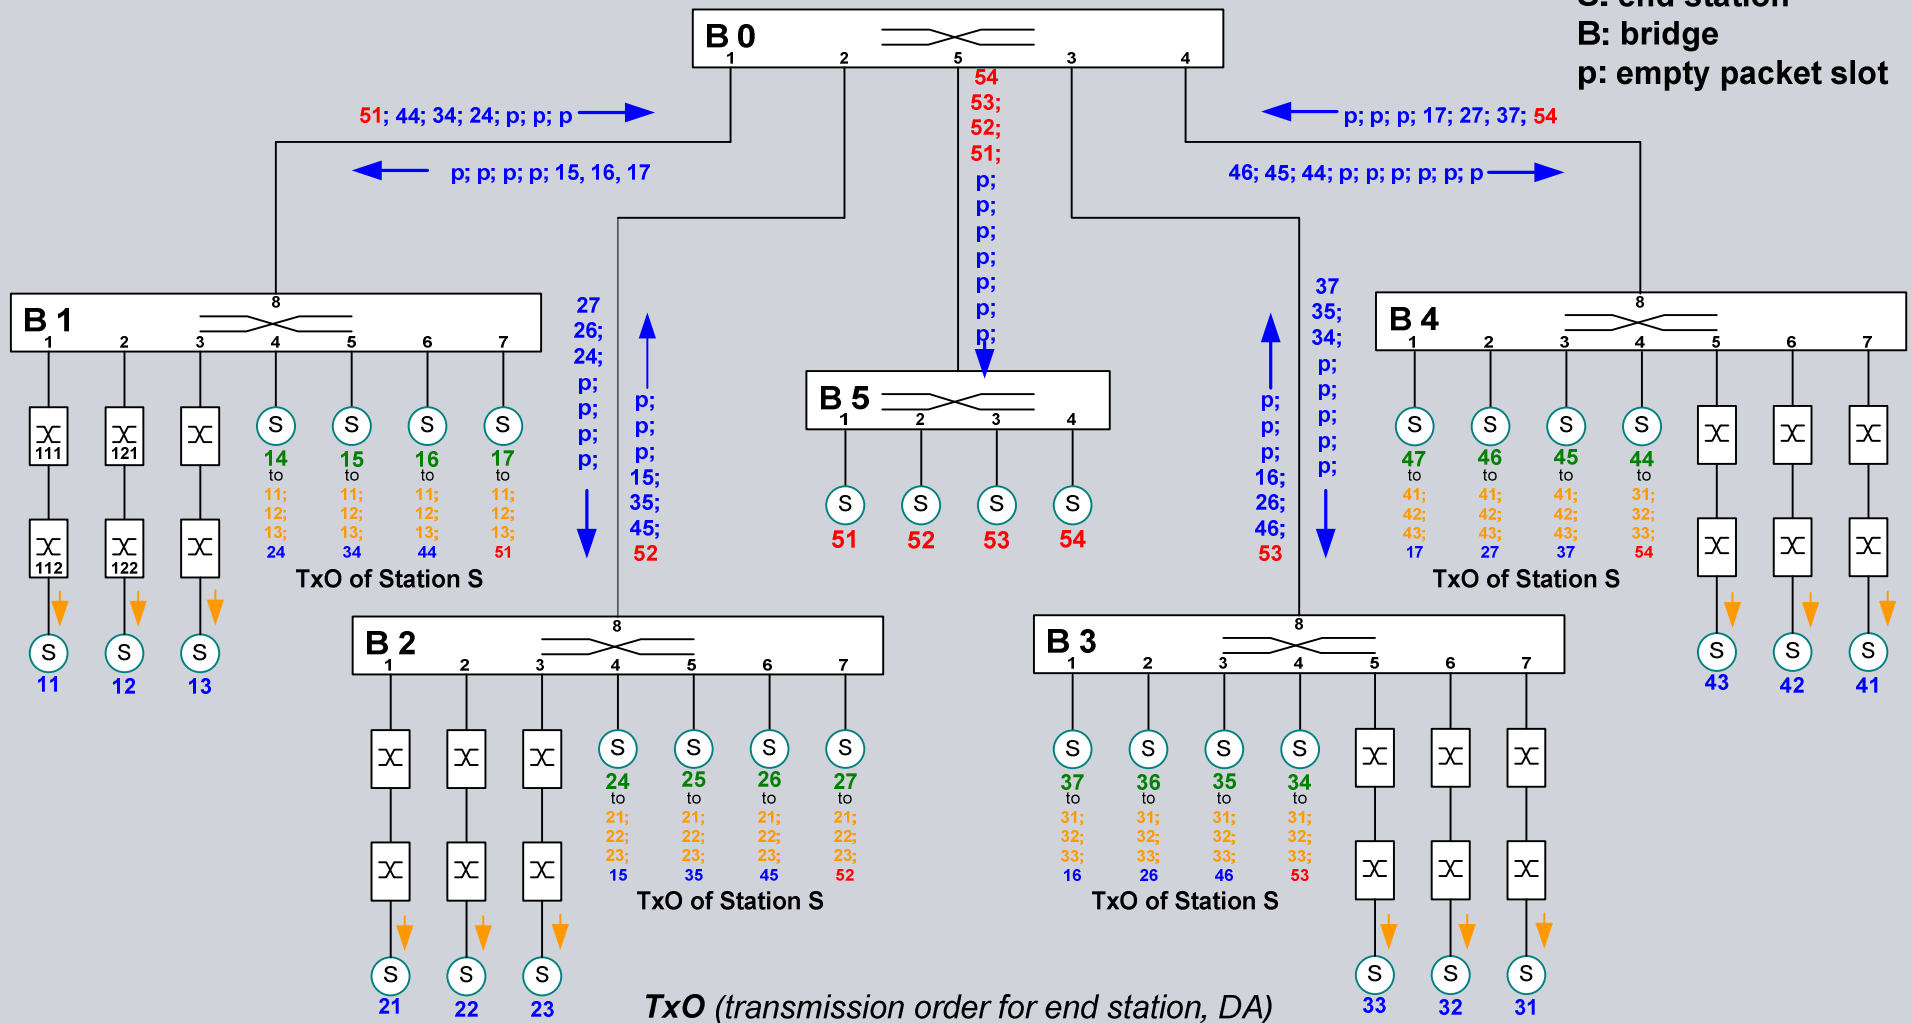 S: end station
B: bridge
p: empty packet slot
B 0
1 2 5 3 4
51; 44; 34; 24; p; p; p
p; p; p; p; 15, 16, 17
54
53;
52;
51;
p;
p;
p;
p;
p;
p;
p;
p; p; p; 17; 27; 37; 54
46; 45; 44; p; p; p; p; p; p
B 1
8
1 2 3 4 5 6 7
111
121
112
122
S
14
to
11;
12;
13;
24
S
15
to
11;
12;
13;
34
S
16
to
11;
12;
13;
44
S
17
to
11;
12;
13;
51
TxO of Station S
S S S
11 12 13
27
26;
24;
p;
p;
p;
p;
p;
p;
p;
15;
35;
45;
52
B 5
1 2 3 4
S S S S
51 52 53 54
p;
p;
p;
16;
26;
46;
53
37
35;
34;
p;
p;
p;
p;
p;
B 4
8
1 2 3 4 5 6 7
S
47
to
41;
42;
43;
17
S
46
to
41;
42;
43;
27
S
45
to
41;
42;
43;
37
S
44
to
31;
32;
33;
54
TxO of Station S
S S S
43 42 41
B 2
8
1 2 3 4 5 6 7
S
24
to
21;
22;
23;
15
S
25
to
21;
22;
23;
35
S
26
to
21;
22;
23;
45
S
27
to
21;
22;
23;
52
TxO of Station S
S S S
21 22 23
B 3
8
1 2 3 4 5 6 7
S
37
to
31;
32;
33;
16
S
36
to
31;
32;
33;
26
S
35
to
31;
32;
33;
46
S
34
to
31;
32;
33;
53
TxO of Station S
S S S
33 32 31
TxO (transmission order for end station, DA)